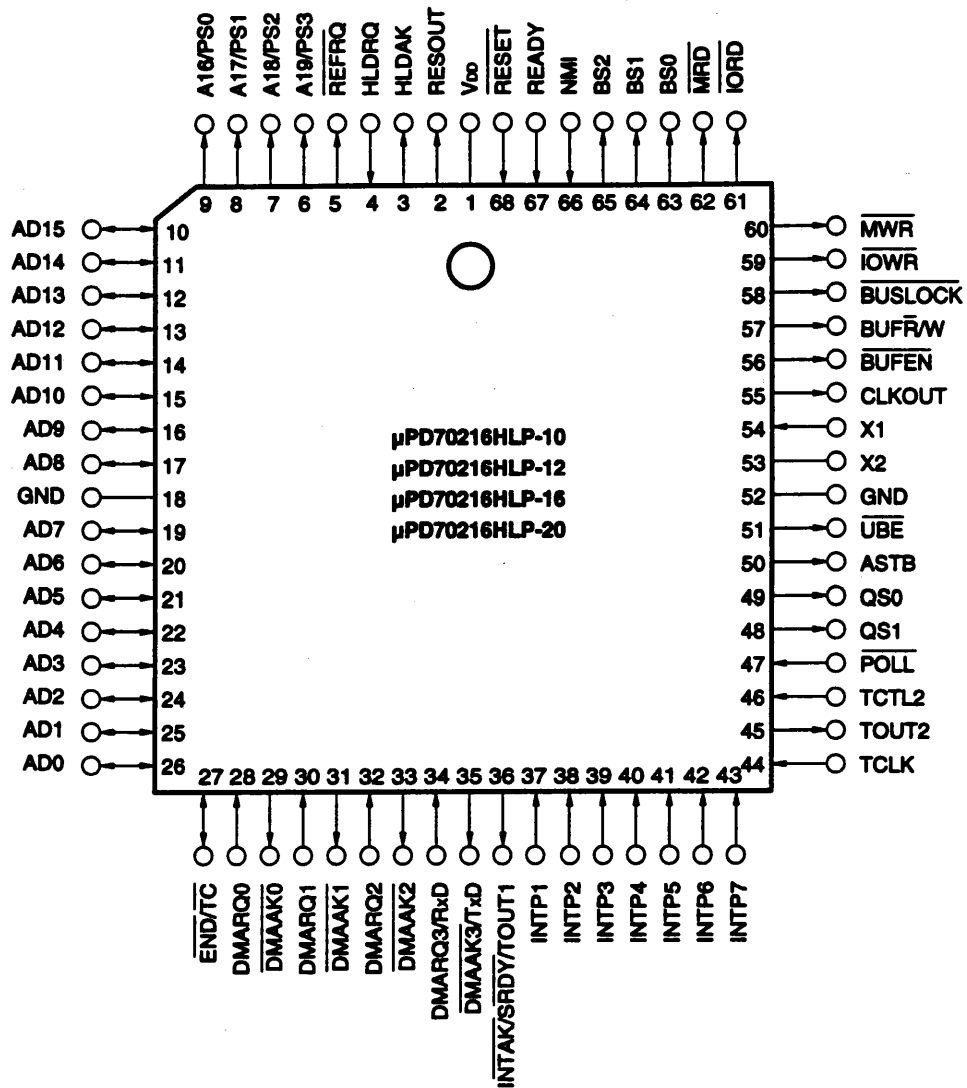 A16/PS0
A17/PS1
A18/PS2
A19/PS3
REFRQ
HLDRQ
HLDAK
RESOUT
VDD
RESET
READY
NMI
BS2
BS1
BS0
MRD
IORD
9 8 7 6 5 4 3 2 1 68 67 66 65 64 63 62 61
AD15 10
AD14 11
AD13 12
AD12 13
AD11 14
AD10 15
AD9 16
AD8 17
GND 18
AD7 19
AD6 20
AD5 21
AD4 22
AD3 23
AD2 24
AD1 25
AD0 26
µPD70216HLP-10
µPD70216HLP-12
µPD70216HLP-16
µPD70216HLP-20
60 MWR
59 IOWR
58 BUSLOCK
57 BUFR/W
56 BUFEN
55 CLKOUT
54 X1
53 X2
52 GND
51 UBE
50 ASTB
49 QS0
48 QS1
47 POLL
46 TCTL2
45 TOUT2
44 TCLK
27 28 29 30 31 32 33 34 35 36 37 38 39 40 41 42 43
END/TC
DMARQ0
DMAAK0
DMARQ1
DMAAK1
DMARQ2
DMAAK2
DMARQ3/RxD
DMAAK3/TxD
INTAK/SRDY/TOUT1
INTP1
INTP2
INTP3
INTP4
INTP5
INTP6
INTP7